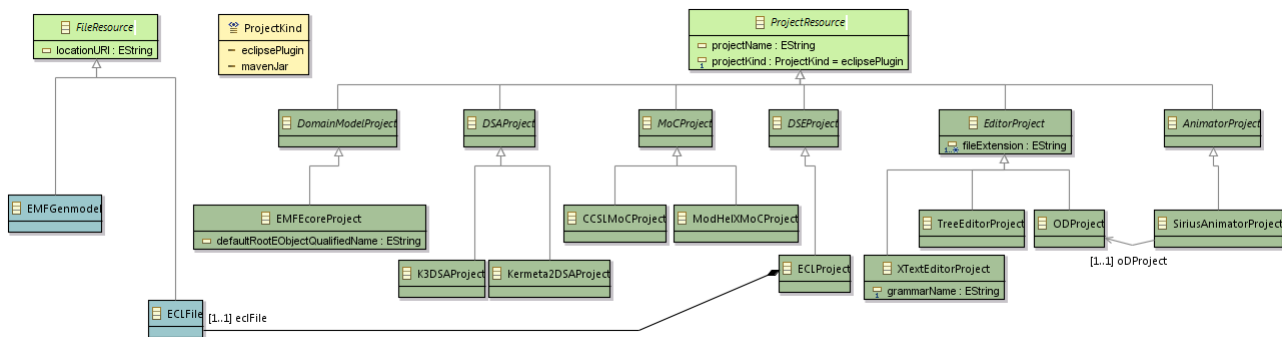 FileResource
locationURI : EString
ProjectKind
eclipsePlugin
mavenJar
ProjectResource
projectName : EString
projectKind : ProjectKind = eclipsePlugin
DomainModelProject
DSAProject
MoCProject
DSEProject
EditorProject
fileExtension : EString
AnimatorProject
EMFGenmodel
EMFEcoreProject
defaultRootEObjectQualifiedName : EString
CCSLMoCProject
ModHelXMoCProject
TreeEditorProject
ODProject
SiriusAnimatorProject
[1..1] oDProject
K3DSAProject
Kermeta2DSAProject
ECLProject
XTextEditorProject
grammarName : EString
ECLFile
[1..1] eclFile